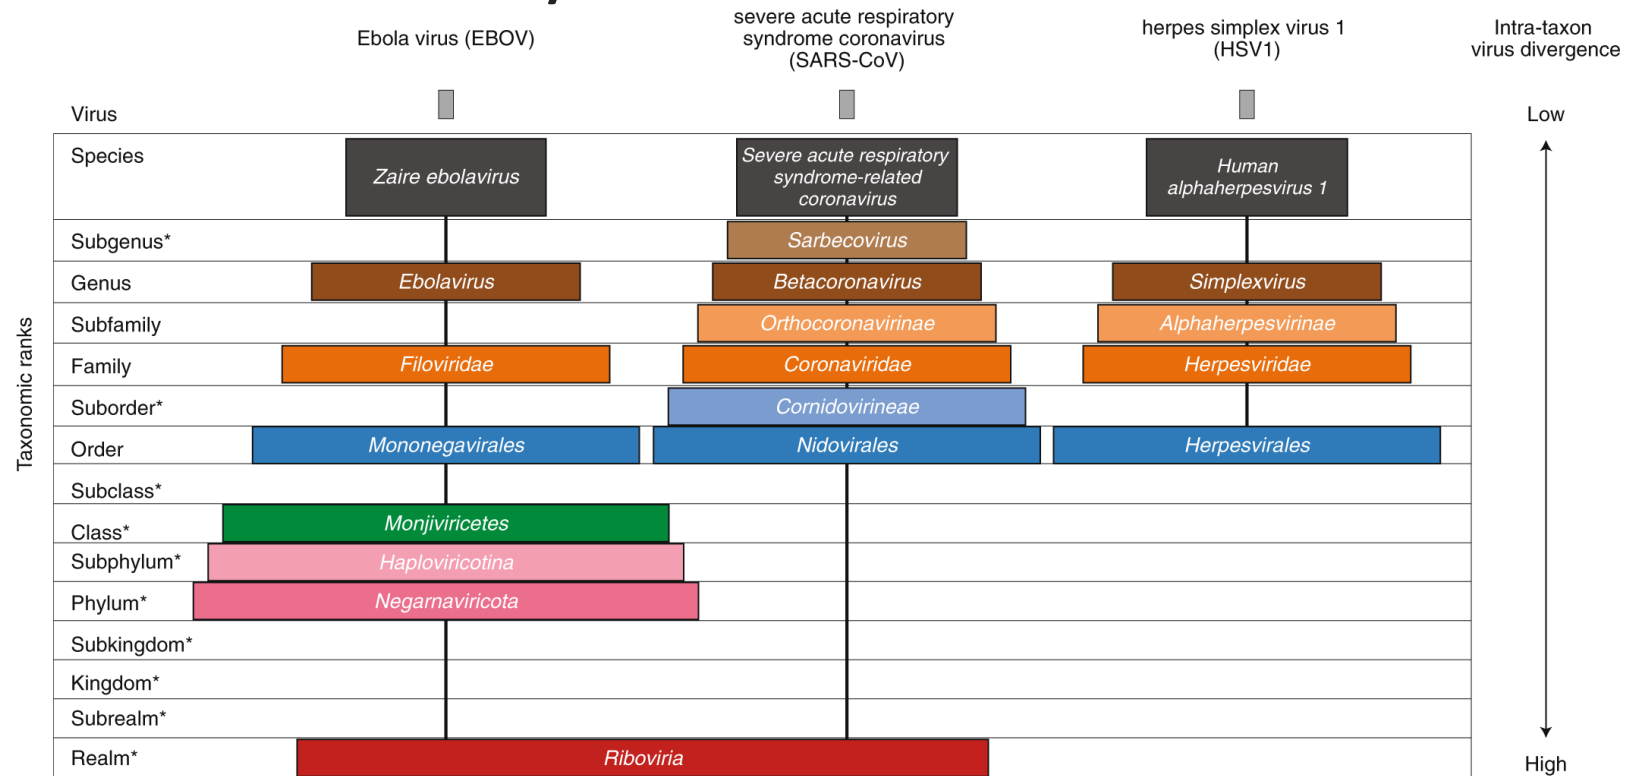 Ebola virus (EBOV)
severe acute respiratory
syndrome coronavirus
(SARS-CoV)
herpes simplex virus 1
(HSV1)
Intra-taxon
virus divergence
Virus
Low
Taxonomic ranks
Species
Zaire ebolavirus
Severe acute respiratory
syndrome-related
coronavirus
Human
alphaherpesvirus 1
Subgenus*
Sarbecovirus
Genus
Ebolavirus
Betacoronavirus
Simplexvirus
Subfamily
Orthocoronavirinae
Alphaherpesvirinae
Family
Filoviridae
Coronaviridae
Herpesviridae
Suborder*
Cornidovirineae
Order
Mononegavirales
Nidovirales
Herpesvirales
Subclass*
Class*
Monjiviricetes
Subphylum*
Haploviricotina
Phylum*
Negarnaviricota
Subkingdom*
Kingdom*
Subrealm*
Realm*
Riboviria
High